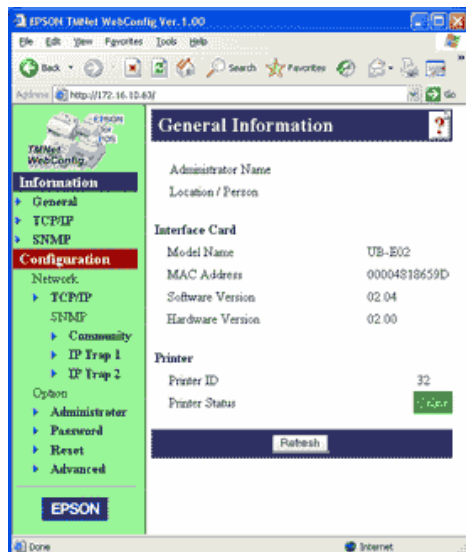 EPSON TMNet WebConfig Ver.1.00
File Edit View Favorites Tools Help
Back Search Favorites
Address http://172.16.10.63/ Go
EPSON
TMNet
WebConfig
General Information
?
Administrator Name
Location / Person
Information
General
TCP/IP
SNMP
Configuration
Network
TCP/IP
SNMP
Community
IP Trap 1
IP Trap 2
Option
Administrator
Password
Reset
Advanced
EPSON
Interface Card
Model Name UB-E02
MAC Address 00004818659D
Software Version 02.04
Hardware Version 02.00
Printer
Printer ID 32
Printer Status
Refresh
Done Internet